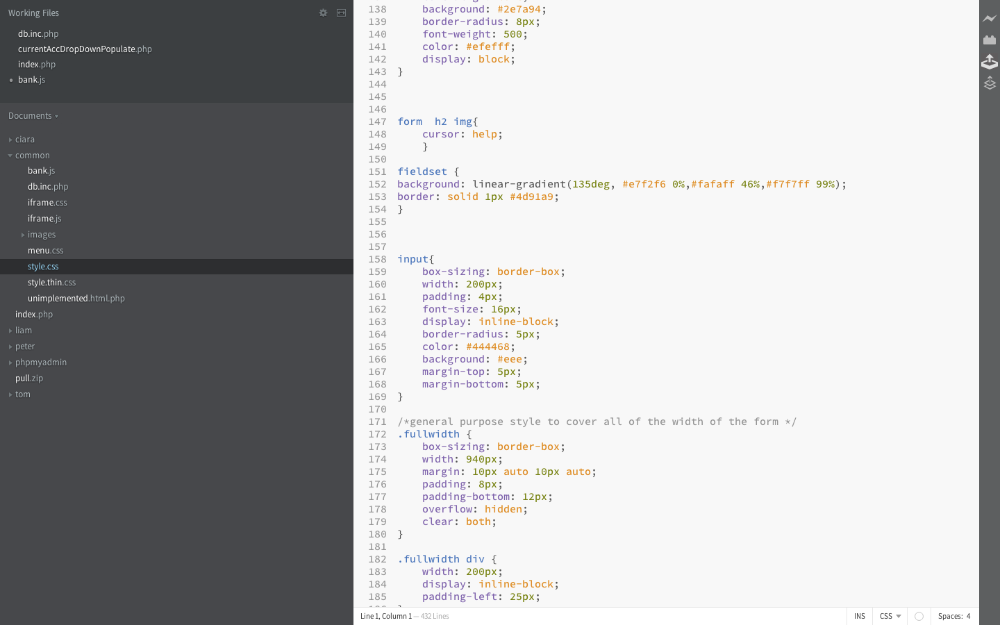 Working Files
db.inc.php
currentAccDropDownPopulate.php
index.php
bank.js
Documents
ciara
common
bank.js
db.inc.php
iframe.css
iframe.js
images
menu.css
style.css
style.thin.css
unimplemented.html.php
index.php
liam
peter
phpmyadmin
pull.zip
tom
138 background: #2e7a94;
139 border-radius: 8px;
140 font-weight: 500;
141 color: #efefff;
142 display: block;
143 }
144
145
146
147 form  h2 img{
148 cursor: help;
149 }
150
151 fieldset {
152 background: linear-gradient(135deg, #e7f2f6 0%,#fafaff 46%,#f7f7ff 99%);
153 border: solid 1px #4d91a9;
154 }
155
156
157
158 input{
159 box-sizing: border-box;
160 width: 200px;
161 padding: 4px;
162 font-size: 16px;
163 display: inline-block;
164 border-radius: 5px;
165 color: #444468;
166 background: #eee;
167 margin-top: 5px;
168 margin-bottom: 5px;
169 }
170
171 /*general purpose style to cover all of the width of the form */
172 .fullwidth {
173 box-sizing: border-box;
174 width: 940px;
175 margin: 10px auto 10px auto;
176 padding: 8px;
177 padding-bottom: 12px;
178 overflow: hidden;
179 clear: both;
180 }
181
182 .fullwidth div {
183 width: 200px;
184 display: inline-block;
185 padding-left: 25px;
Line 1, Column 1 — 432 Lines
INS CSS Spaces: 4